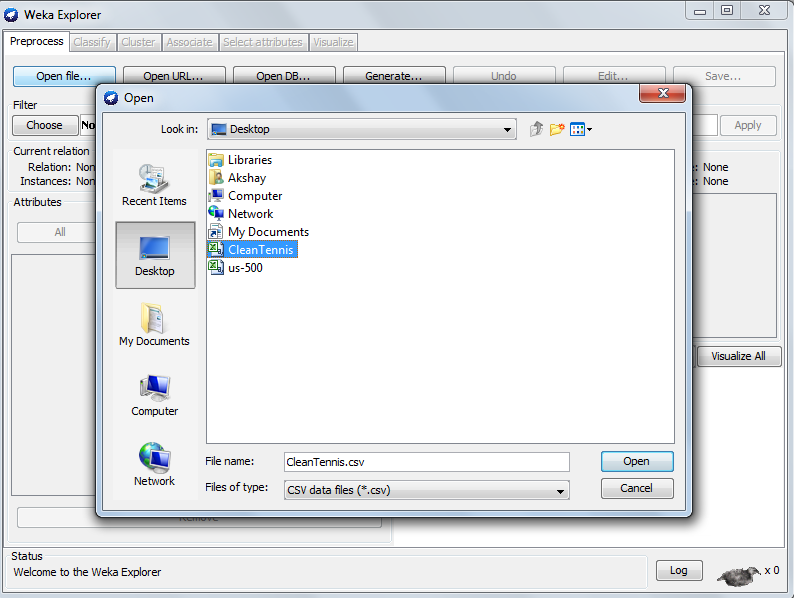 Weka Explorer
Preprocess Classify Cluster Associate Select attributes Visualize
Open file... Open URL... Open DB... Generate... Undo Edit... Save...
Filter
Choose Apply
Open
Look in: Desktop
Current relation
Relation: None
Instances:
None
Attributes
All
Recent Items
Desktop
My Documents
Computer
Network
Libraries
Akshay
Computer
Network
My Documents
CleanTennis
us-500
Visualize All
File name: CleanTennis.csv Open
Files of type: CSV data files (*.csv) Cancel
Remove
Status
Welcome to the Weka Explorer
Log x 0